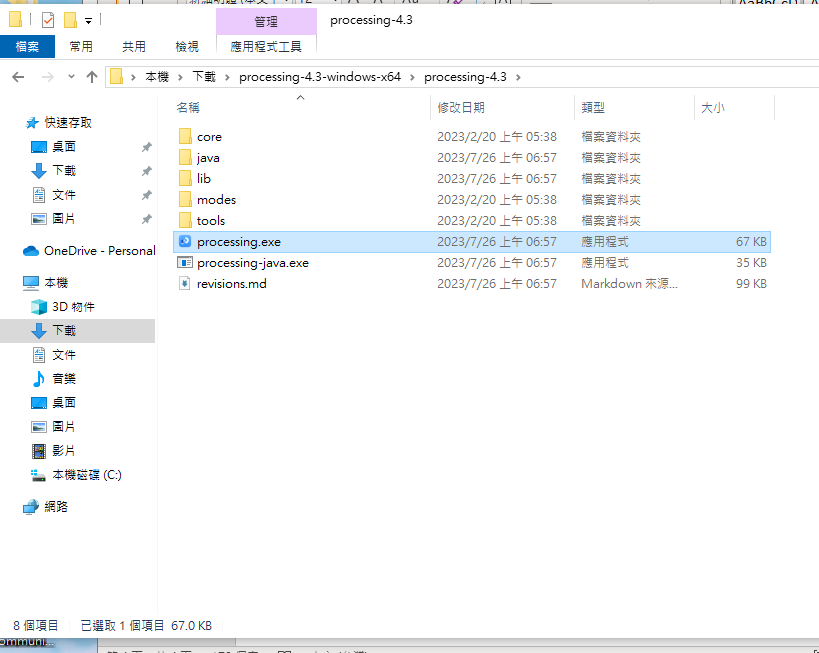 管理
processing-4.3
檔案
常用
共用
檢視
應用程式工具
本機 > 下載 > processing-4.3-windows-x64 > processing-4.3 >
名稱 修改日期 類型 大小
快速存取
桌面
下載
文件
圖片
OneDrive - Personal
本機
3D 物件
下載
文件
音樂
桌面
圖片
影片
本機磁碟 (C:)
網路
core 2023/2/20 上午 05:38 檔案資料夾
java 2023/7/26 上午 06:57 檔案資料夾
lib 2023/7/26 上午 06:57 檔案資料夾
modes 2023/2/20 上午 05:38 檔案資料夾
tools 2023/2/20 上午 05:38 檔案資料夾
processing.exe 2023/7/26 上午 06:57 應用程式 67 KB
processing-java.exe 2023/7/26 上午 06:57 應用程式 35 KB
revisions.md 2023/7/26 上午 06:57 Markdown 來源... 99 KB
8 個項目 已選取 1 個項目 67.0 KB